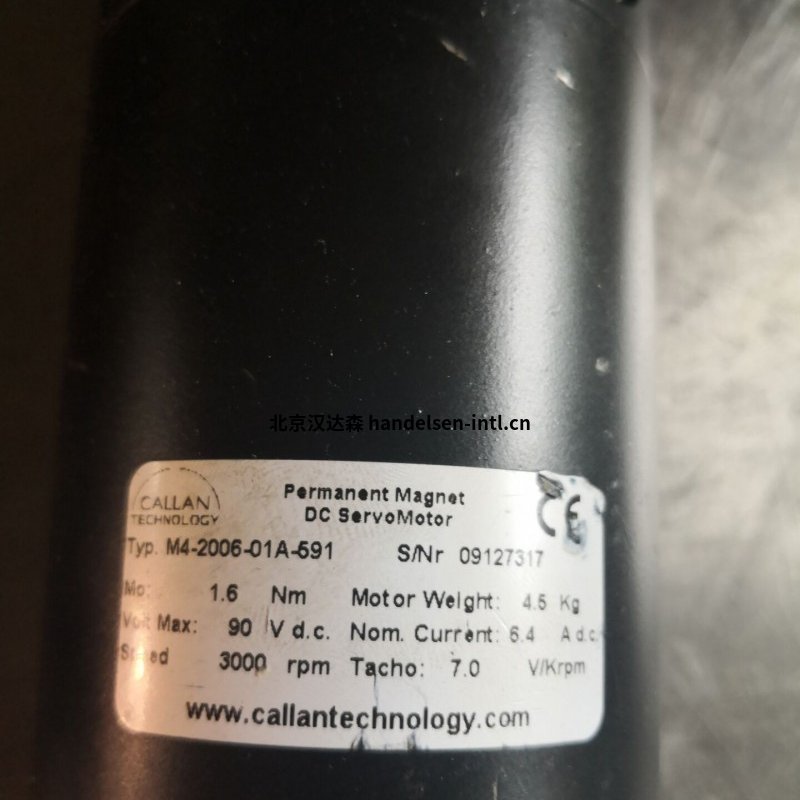 北京汉达森 handelsen-intl.cn
CALLAN
TECHNOLOGY
Permanent Magnet
DC ServoMotor
CE
Typ. M4-2006-01A-591 S/Nr 09127317
Mo: 1.6 Nm Motor Weight: 4.5 Kg
Volt Max: 90 V d.c. Nom. Current: 6.4 A d.c.
Speed 3000 rpm Tacho: 7.0 V/Krpm
www.callantechnology.com